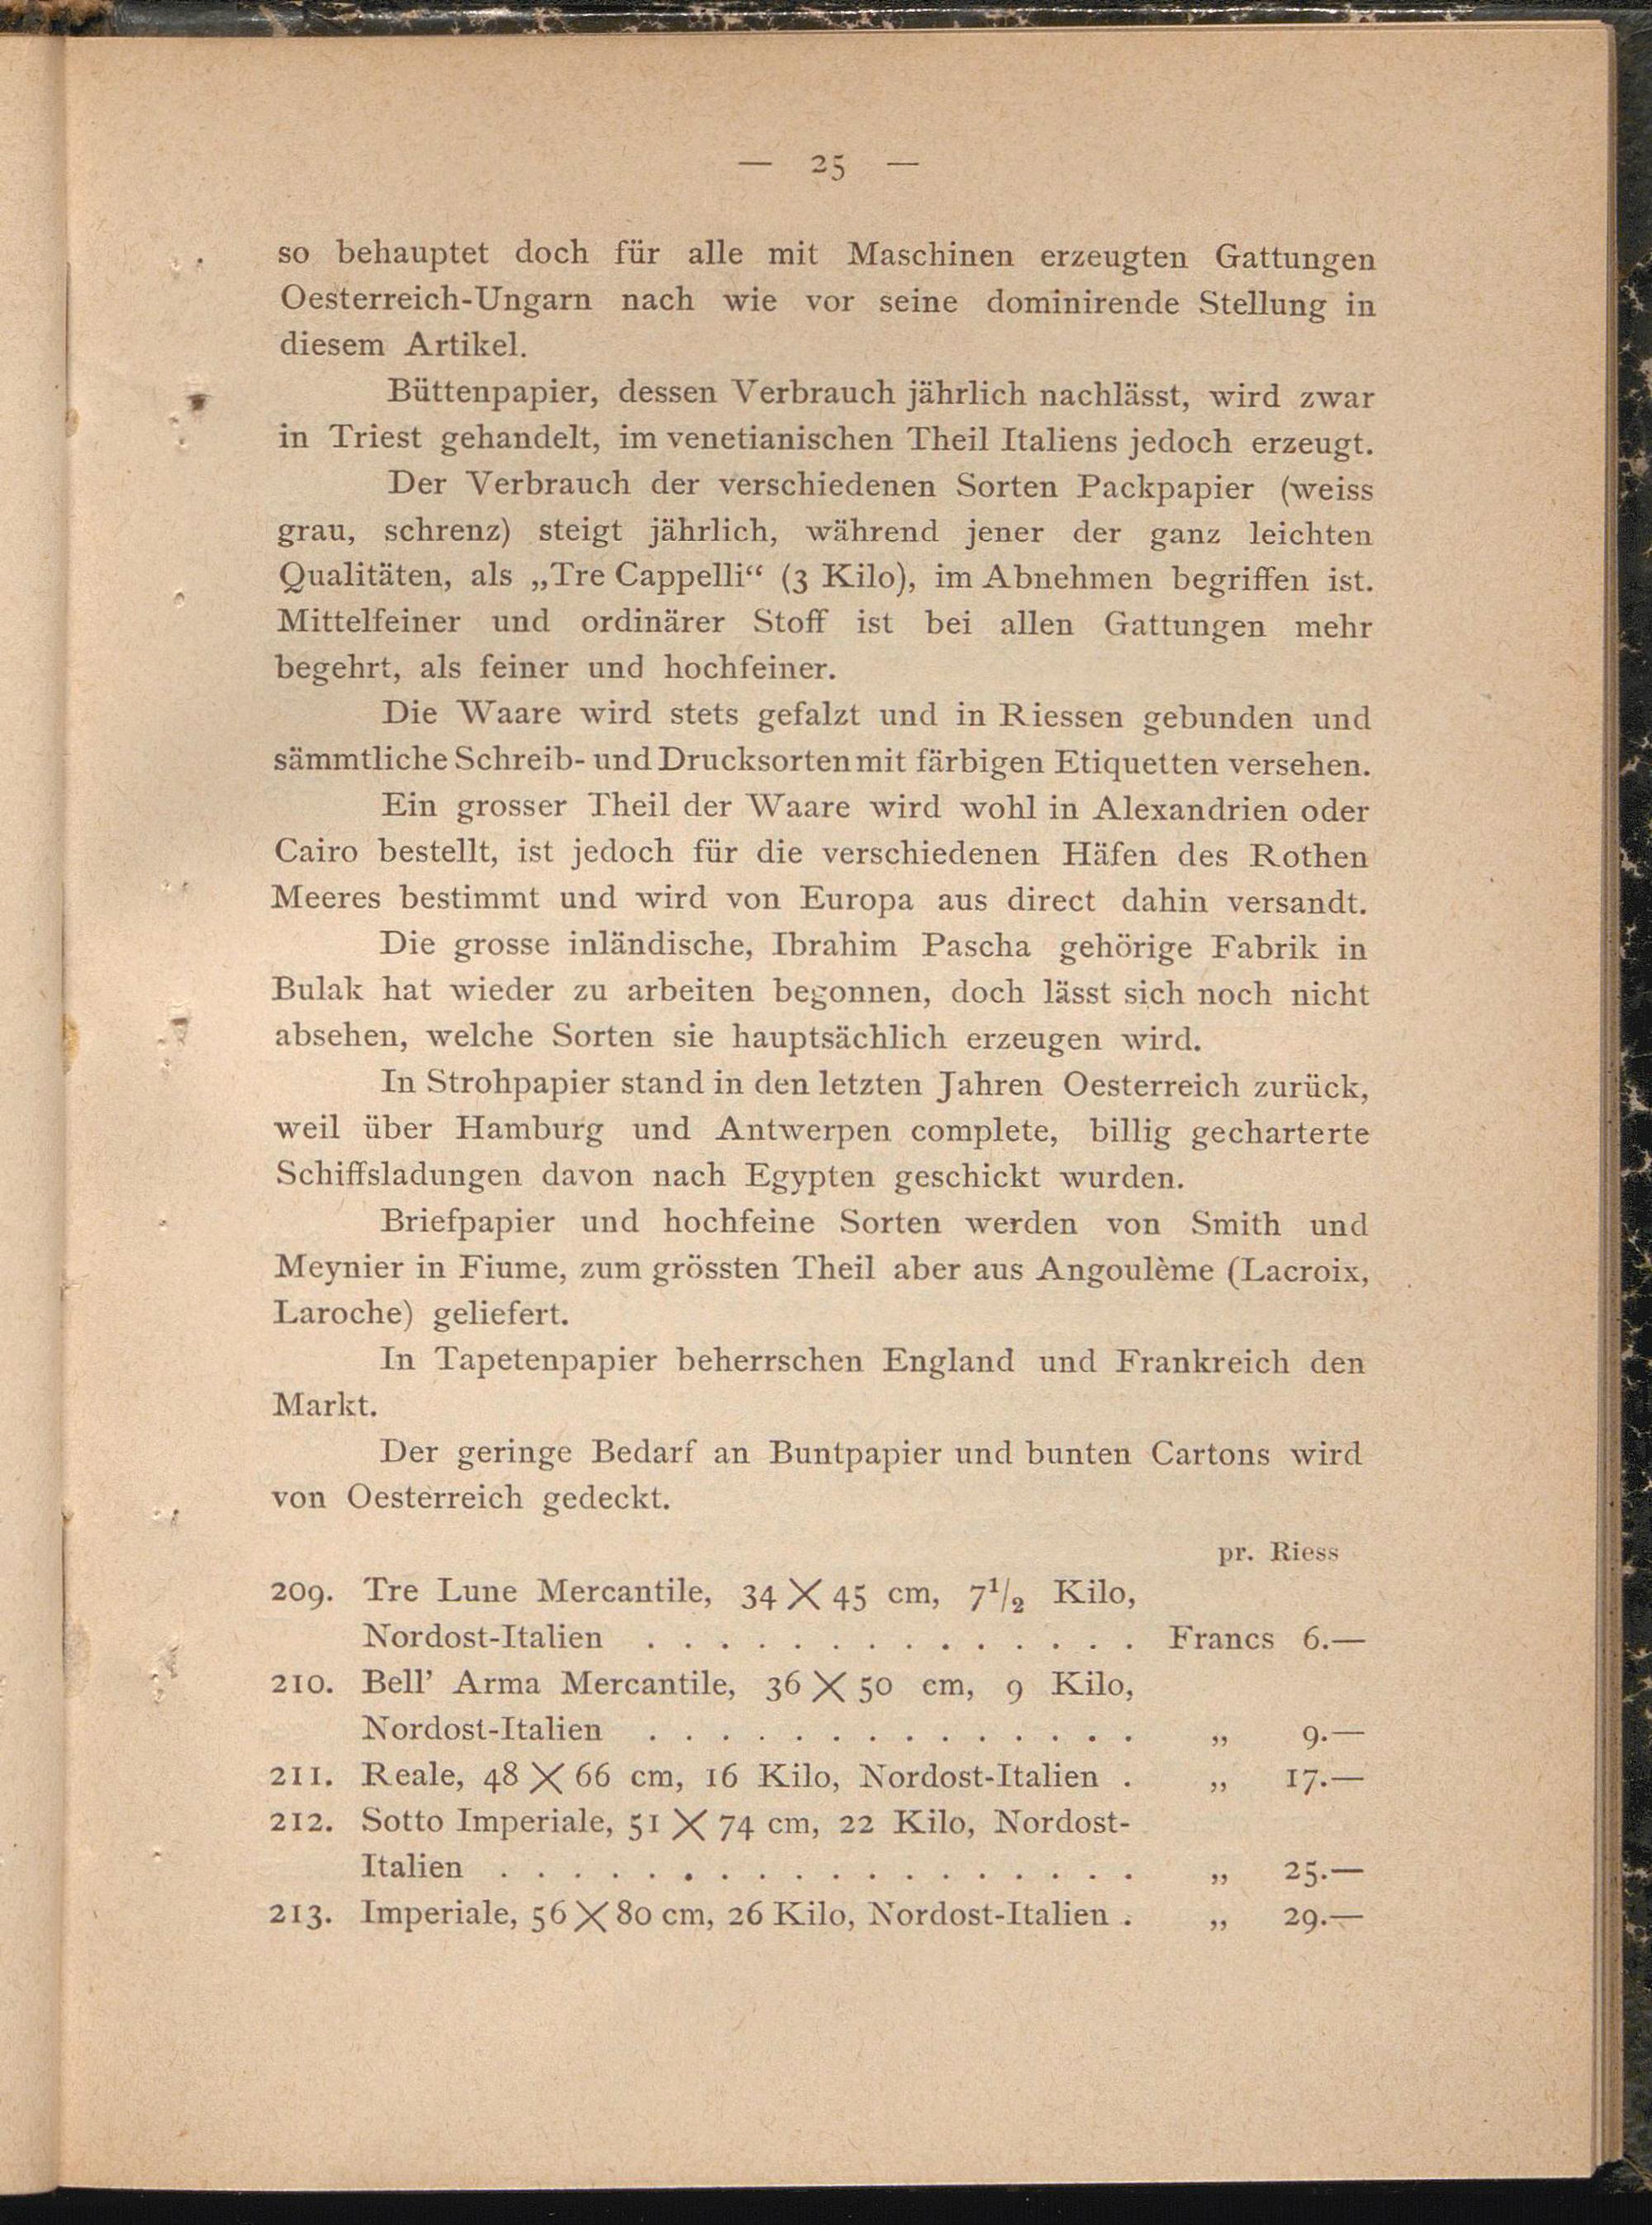 — 25 —
so behauptet doch für alle mit Maschinen erzeugten Gattungen
Oesterreich-Ungarn nach wie vor seine dominirende Stellung in
diesem Artikel.
Büttenpapier, dessen Verbrauch jährlich nachlässt, wird zwar
in Triest gehandelt, im venetianischen Theil Italiens jedoch erzeugt.
Der Verbrauch der verschiedenen Sorten Packpapier (weiss
grau, schrenz) steigt jährlich, während jener der ganz leichten
Qualitäten, als „Tre Cappelli“ (3 Kilo), im Abnehmen begriffen ist.
Mittelfeiner und ordinärer Stoff ist bei allen Gattungen mehr
begehrt, als feiner und hochfeiner.
Die Waare wird stets gefalzt und in Riessen gebunden und
sämmtliche Schreib- und Drucksorten mit färbigen Etiquetten versehen.
Ein grosser Theil der Waare wird wohl in Alexandrien oder
Cairo bestellt, ist jedoch für die verschiedenen Häfen des Rothen
Meeres bestimmt und wird von Europa aus direct dahin versandt.
Die grosse inländische, Ibrahim Pascha gehörige Fabrik in
Bulak hat wieder zu arbeiten begonnen, doch lässt sich noch nicht
absehen, welche Sorten sie hauptsächlich erzeugen wird.
In Strohpapier stand in den letzten Jahren Oesterreich zurück,
weil über Hamburg und Antwerpen complete, billig gecharterte
Schiffsladungen davon nach Egypten geschickt wurden.
Briefpapier und hochfeine Sorten werden von Smith und
Meynier in Fiume, zum grössten Theil aber aus Angoulème (Lacroix,
Laroche) geliefert.
In Tapetenpapier beherrschen England und Frankreich den
Markt.
Der geringe Bedarf an Buntpapier und bunten Cartons wird
von Oesterreich gedeckt.
pr. Riess
209. Tre Lune Mercantile, 34 × 45 cm, 7 1/2 Kilo,
Nordost-Italien . . . . . . . . . . . . . . Francs 6.—
210. Bell' Arma Mercantile, 36 × 50 cm, 9 Kilo,
Nordost-Italien . . . . . . . . . . . . . . „ 9.—
211. Reale, 48 × 66 cm, 16 Kilo, Nordost-Italien . „ 17.—
212. Sotto Imperiale, 51 × 74 cm, 22 Kilo, Nordost-
Italien . . . . . . . . . . . . . . . . . . „ 25.—
213. Imperiale, 56 × 80 cm, 26 Kilo, Nordost-Italien . „ 29.—